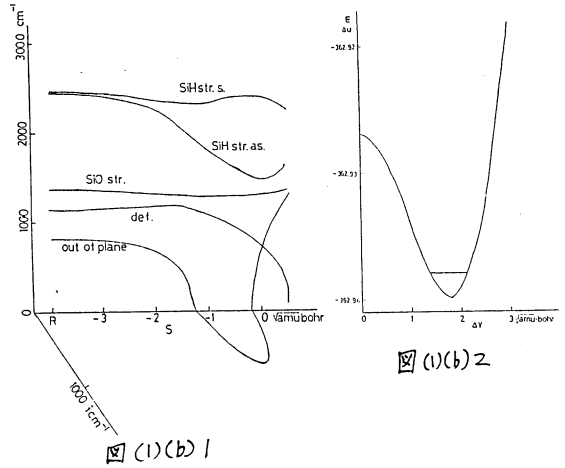 cm⁻¹
3000
2000
1000
0
SiH str. s.
SiH str. as.
SiO str.
def.
out of plane
R
-3
S
-1
0
√amu bohr
1000 i cm⁻¹
図 (1)(b) 1
E
au
-362.92
-362.93
-362.94
0
1
2
3
√amu·bohr
ΔY
図 (1)(b) 2